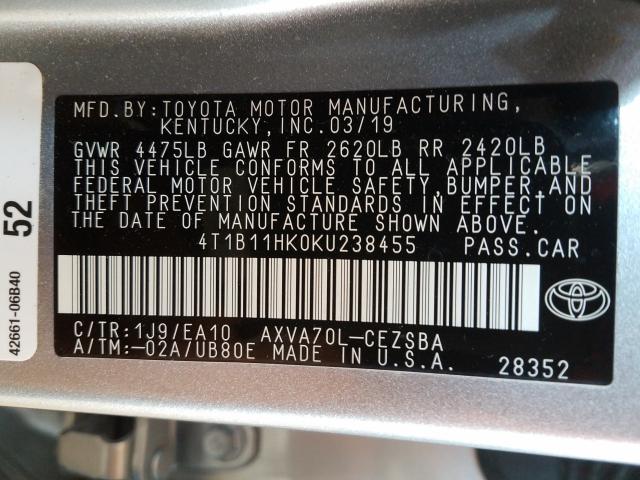 MFD. BY: TOYOTA MOTOR MANUFACTURING,
KENTUCKY, INC. 03/19
GVWR 4475LB GAWR FR 2620LB RR 2420LB
THIS VEHICLE CONFORMS TO ALL APPLICABLE
FEDERAL MOTOR VEHICLE SAFETY, BUMPER, AND
THEFT PREVENTION STANDARDS IN EFFECT ON
THE DATE OF MANUFACTURE SHOWN ABOVE.
4T1B11HK0KU238455 PASS.CAR
C/TR: 1J9/EA10 AXVA70L-CEZSBA
A/TM: -02A/UB80E MADE IN U.S.A. 28352
52
42661-06B40